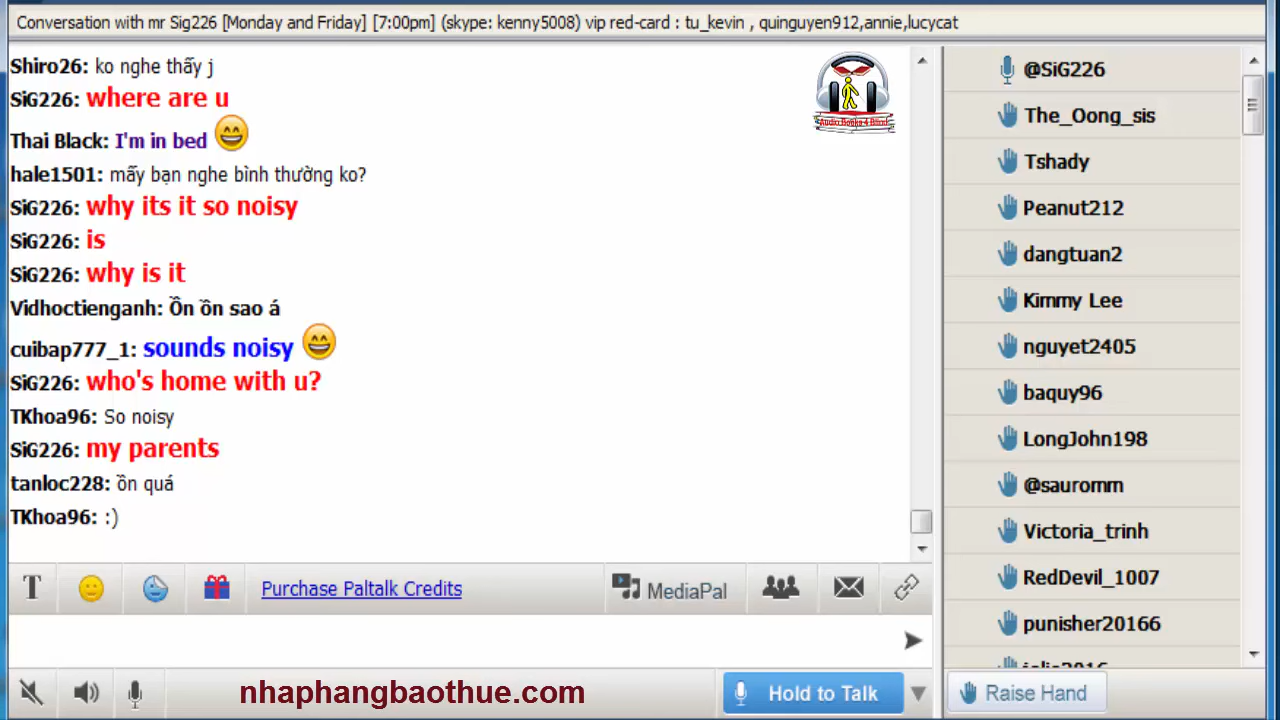 Conversation with mr Sig226 [Monday and Friday] [7:00pm] (skype: kenny5008) vip red-card : tu_kevin , quinguyen912,annie,lucycat
Shiro26: ko nghe thấy j
SiG226: where are u
Thai Black: I'm in bed
hale1501: mấy bạn nghe bình thường ko?
SiG226: why its it so noisy
SiG226: is
SiG226: why is it
Vidhoctienganh: Ồn ồn sao á
cuibap777_1: sounds noisy
SiG226: who's home with u?
TKhoa96: So noisy
SiG226: my parents
tanloc228: ồn quá
TKhoa96: :)
Audio Books 4 Blind
@SiG226
The_Oong_sis
Tshady
Peanut212
dangtuan2
Kimmy Lee
nguyet2405
baquy96
LongJohn198
@sauromm
Victoria_trinh
RedDevil_1007
punisher20166
T
Purchase Paltalk Credits
MediaPal
nhaphangbaothue.com
Hold to Talk
Raise Hand